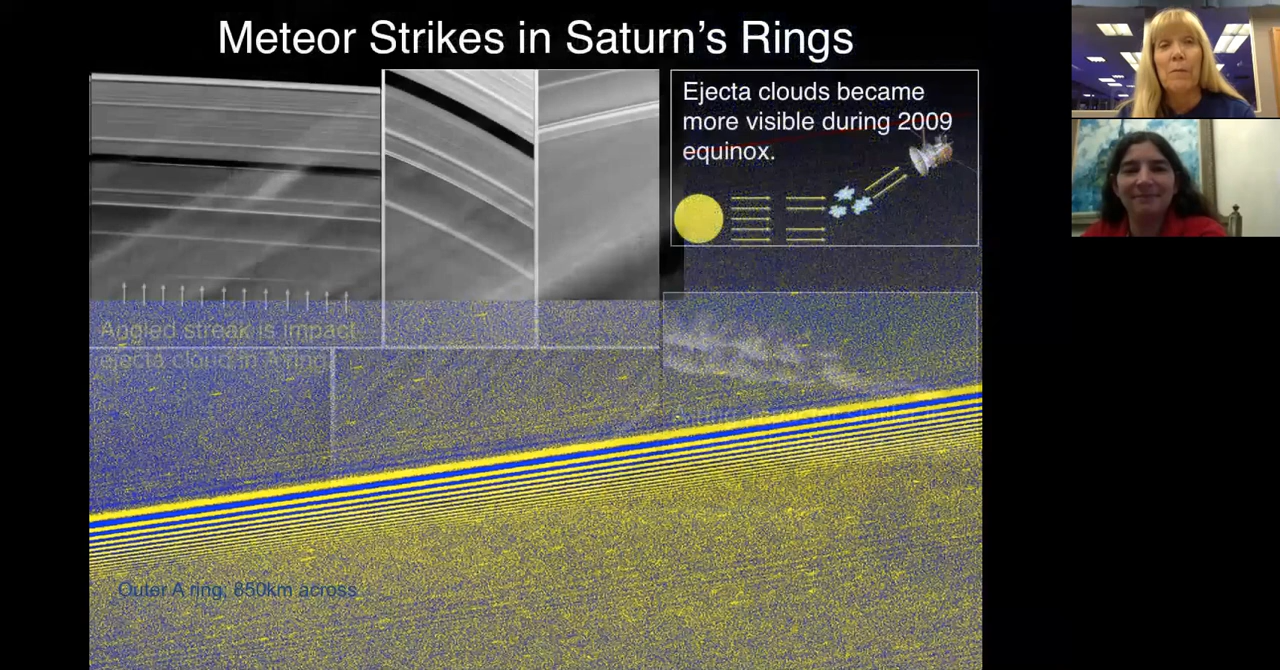 Meteor Strikes in Saturn's Rings
Ejecta clouds became
more visible during 2009
equinox.
Angled streak is impact
ejecta cloud in A ring
Outer A ring, 850km across